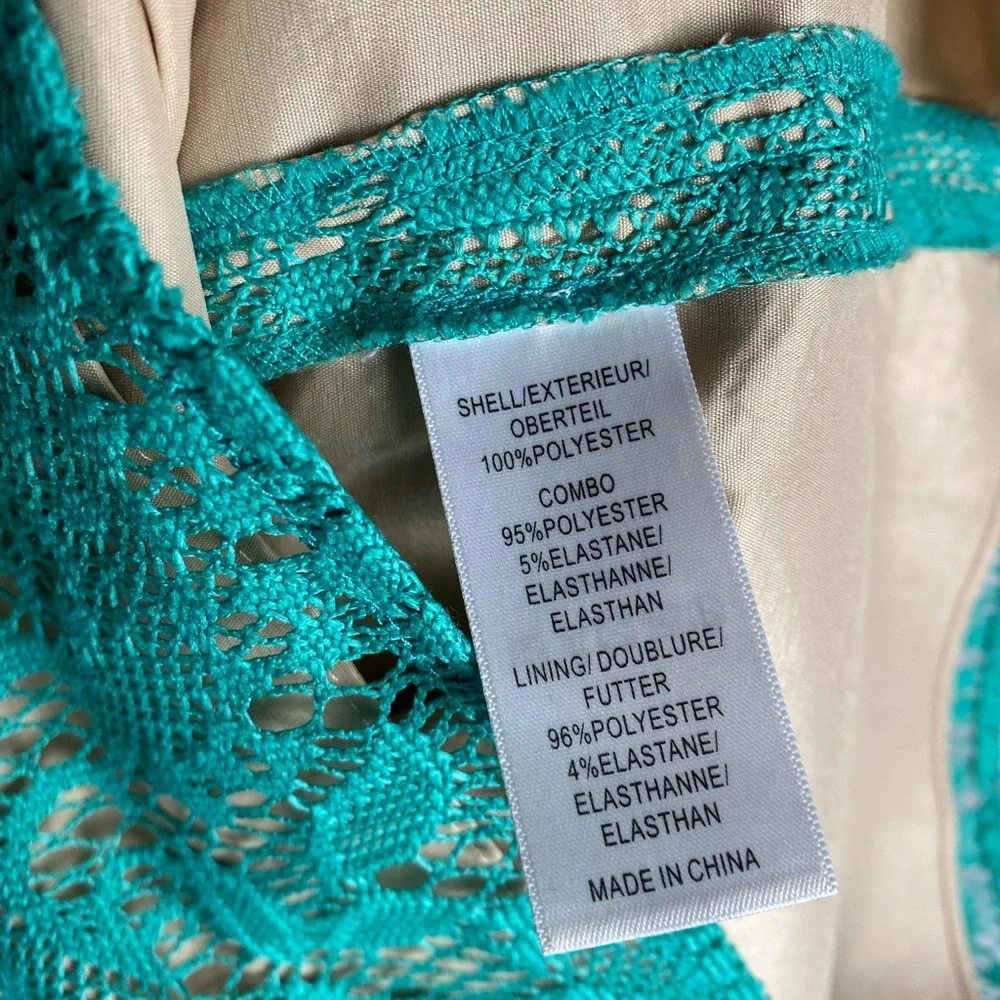 SHELL/EXTERIEUR/
OBERTEIL
100%POLYESTER
COMBO
95%POLYESTER
5%ELASTANE/
ELASTHANNE/
ELASTHAN
LINING/ DOUBLURE/
FUTTER
96%POLYESTER
4%ELASTANE/
ELASTHANNE/
ELASTHAN
MADE IN CHINA